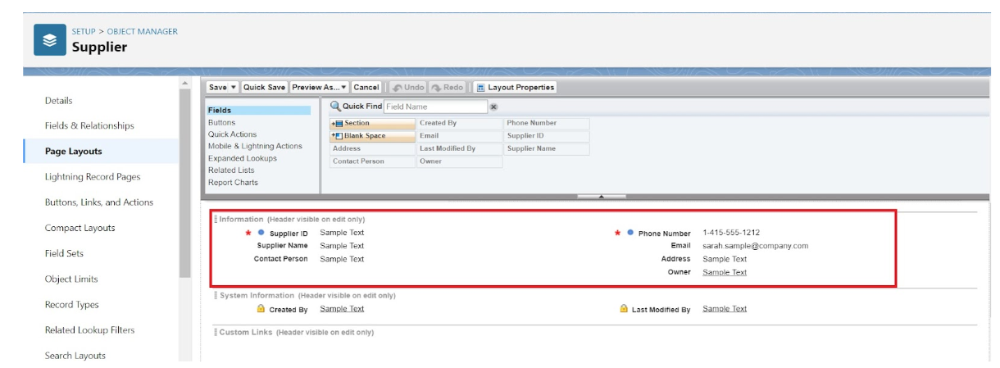 SETUP > OBJECT MANAGER
Supplier
Details
Fields & Relationships
Page Layouts
Lightning Record Pages
Buttons, Links, and Actions
Compact Layouts
Field Sets
Object Limits
Record Types
Related Lookup Filters
Search Layouts
Save Quick Save Preview As... Cancel Undo Redo Layout Properties
Fields
Buttons
Quick Actions
Mobile & Lightning Actions
Expanded Lookups
Related Lists
Report Charts
Quick Find Field Name
Section Created By Phone Number
Blank Space Email Supplier ID
Address Last Modified By Supplier Name
Contact Person Owner
Information (Header visible on edit only)
* Supplier ID Sample Text * Phone Number 1-415-555-1212
Supplier Name Sample Text Email sarah.sample@company.com
Contact Person Sample Text Address Sample Text
Owner Sample Text
System Information (Header visible on edit only)
Created By Sample Text Last Modified By Sample Text
Custom Links (Header visible on edit only)